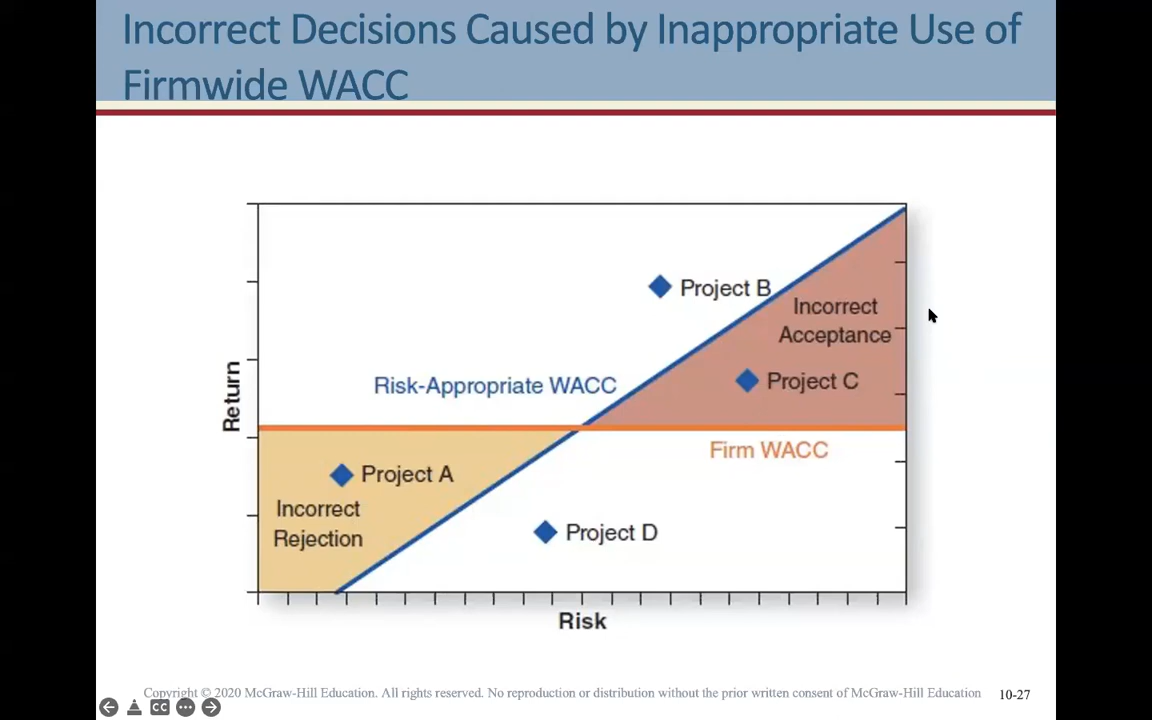 Incorrect Decisions Caused by Inappropriate Use of
Firmwide WACC
Project B
Incorrect
Acceptance
Risk-Appropriate WACC
Project C
Return
Firm WACC
Project A
Incorrect
Rejection
Project D
Risk
Copyright © 2020 McGraw-Hill Education. All rights reserved. No reproduction or distribution without the prior written consent of McGraw-Hill Education
10-27
CC